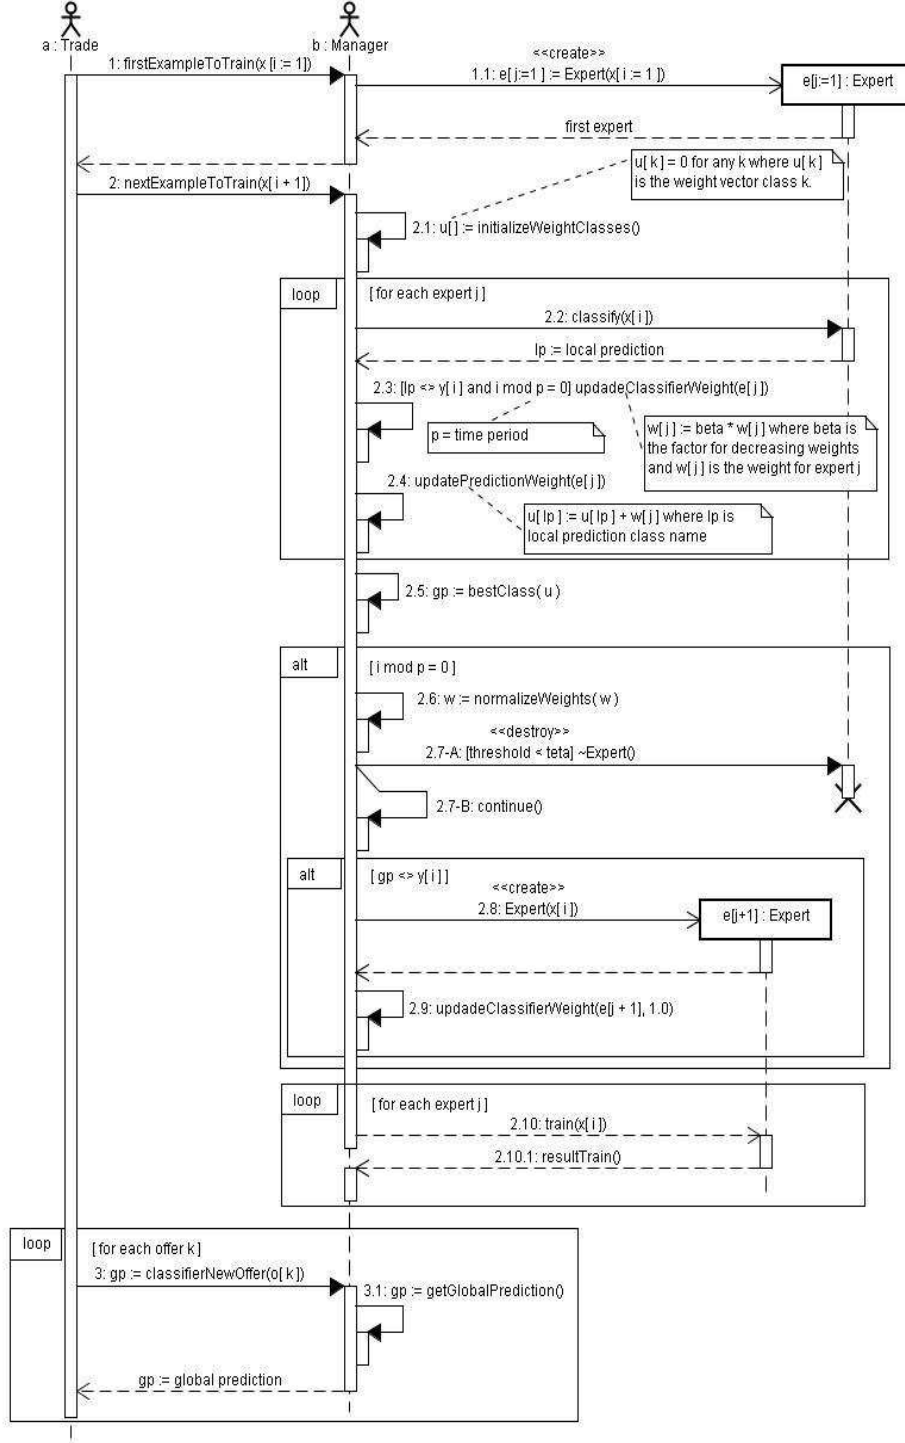 a : Trade
b : Manager
1: firstExampleToTrain(x [i := 1])
<<create>>
1.1: e[ j:=1 ] := Expert(x[ i := 1 ])
e[j:=1] : Expert
first expert
u[ k ] = 0 for any k where u[ k ]
is the weight vector class k.
2: nextExampleToTrain(x[ i + 1])
2.1: u[ ] := initializeWeightClasses()
loop
[ for each expert j ]
2.2: classify(x[ i ])
lp := local prediction
2.3: [lp <> y[ i ] and i mod p = 0] updadeClassifierWeight(e[ j ])
p = time period
w[ j ] := beta * w[ j ] where beta is
the factor for decreasing weights
and w[ j ] is the weight for expert j
2.4: updatePredictionWeight(e[ j ])
u[ lp ] := u[ lp ] + w[ j ] where lp is
local prediction class name
2.5: gp := bestClass( u )
alt
[ i mod p = 0 ]
2.6: w := normalizeWeights( w )
<<destroy>>
2.7-A: [threshold < teta] ~Expert()
2.7-B: continue()
alt
[ gp <> y[ i ] ]
<<create>>
2.8: Expert(x[ i ])
e[j+1] : Expert
2.9: updadeClassifierWeight(e[j + 1], 1.0)
loop
[ for each expert j ]
2.10: train(x[ i ])
2.10.1: resultTrain()
loop
[ for each offer k ]
3: gp := classifierNewOffer(o[ k ])
3.1: gp := getGlobalPrediction()
gp := global prediction